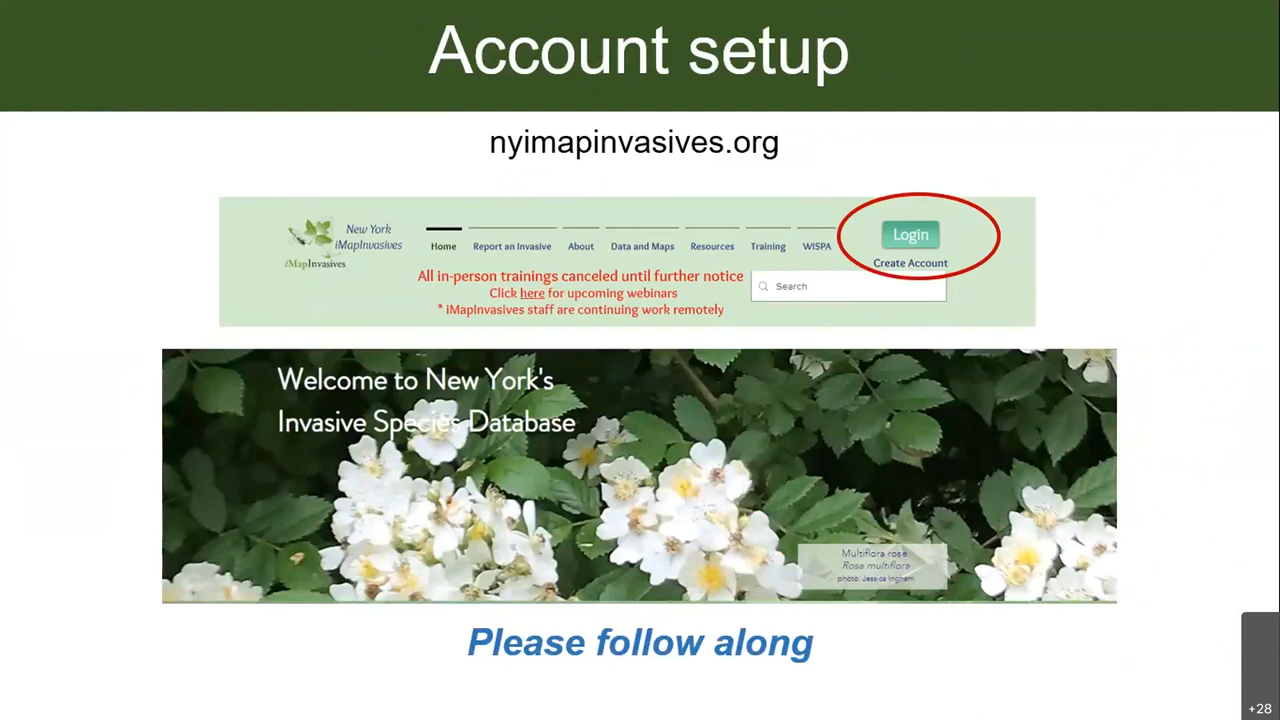 Account setup
nyimapinvasives.org
New York
iMapInvasives
iMapInvasives
Home Report an Invasive About Data and Maps Resources Training WISPA
Login
Create Account
All in-person trainings canceled until further notice
Click here for upcoming webinars
* iMapInvasives staff are continuing work remotely
Search
Welcome to New York's
Invasive Species Database
Multiflora rose
Rosa multiflora
photo: Jessica Ingham
Please follow along
+28